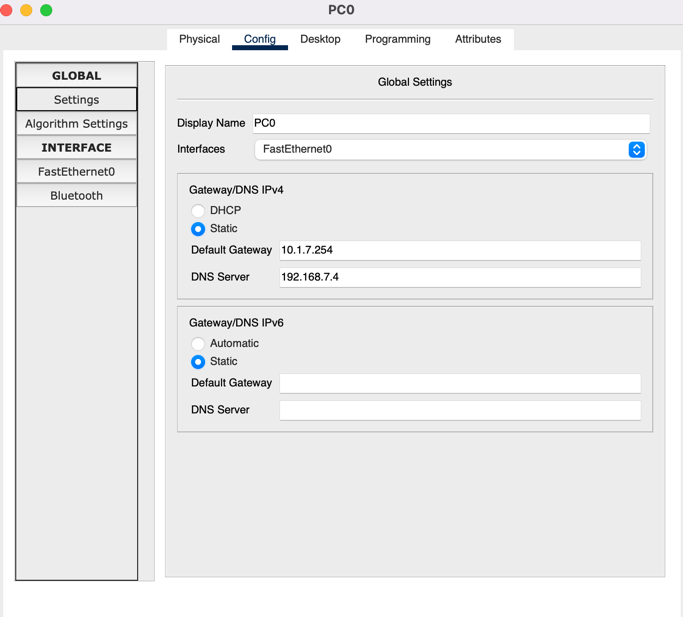 PC0
Physical Config Desktop Programming Attributes
GLOBAL
Settings
Algorithm Settings
INTERFACE
FastEthernet0
Bluetooth
Global Settings
Display Name PC0
Interfaces FastEthernet0
Gateway/DNS IPv4
DHCP
Static
Default Gateway 10.1.7.254
DNS Server 192.168.7.4
Gateway/DNS IPv6
Automatic
Static
Default Gateway
DNS Server